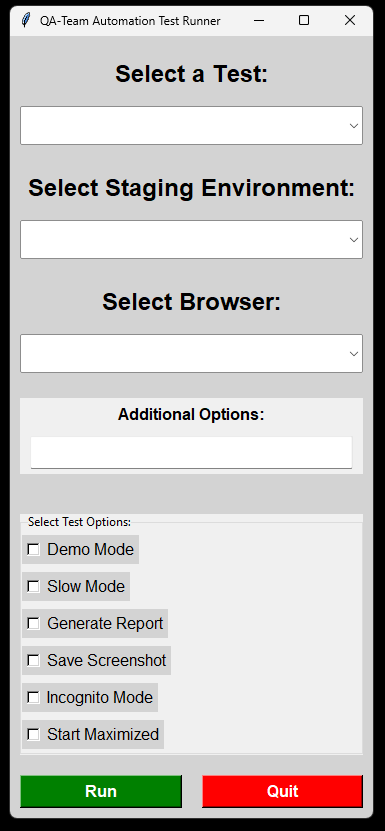 QA-Team Automation Test Runner
Select a Test:
Select Staging Environment:
Select Browser:
Additional Options:
Select Test Options:
Demo Mode
Slow Mode
Generate Report
Save Screenshot
Incognito Mode
Start Maximized
Run
Quit